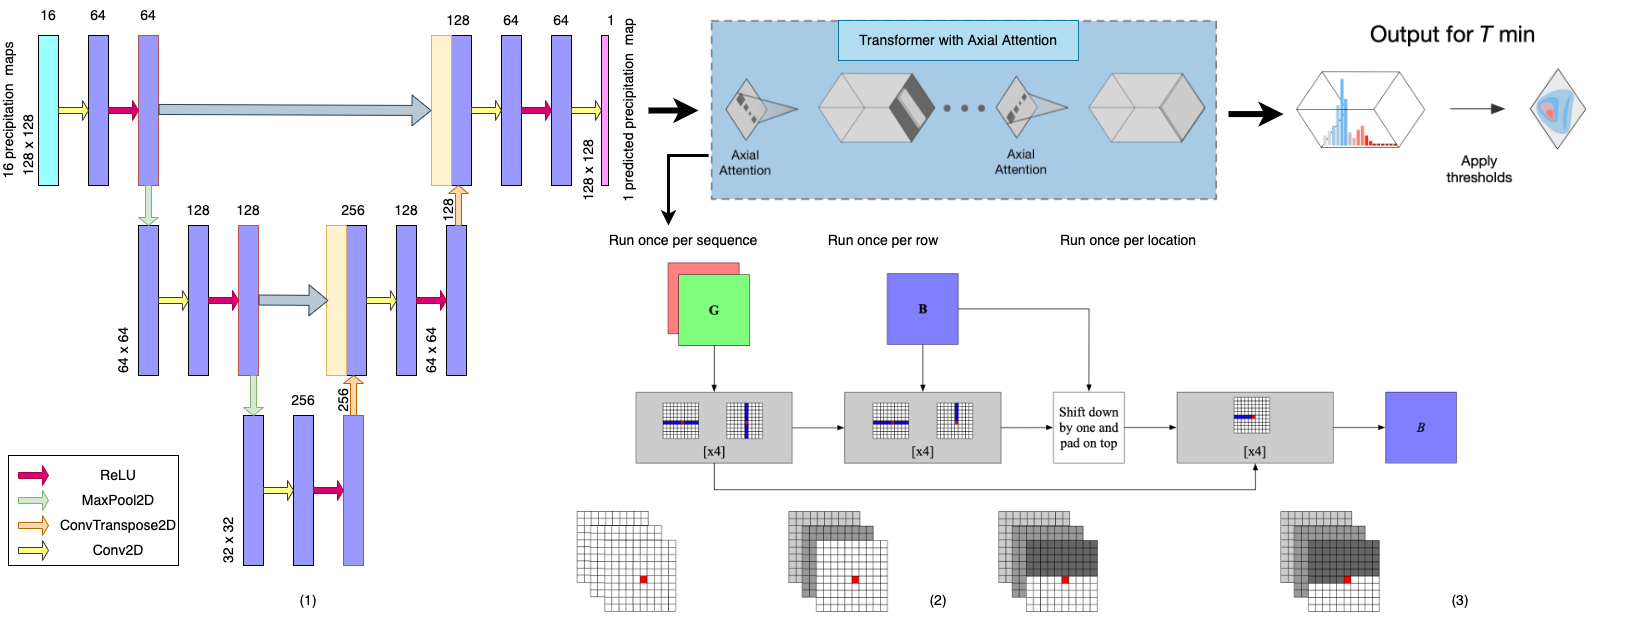 16
64
64
128
64
64
1
16 precipitation maps
128 x 128
128 x 128
1 predicted precipitation map
128
128
256
128
128
64 x 64
64 x 64
256
256
32 x 32
ReLU
MaxPool2D
ConvTranspose2D
Conv2D
(1)
Transformer with Axial Attention
Axial
Attention
Axial
Attention
Output for T min
Apply
thresholds
Run once per sequence
Run once per row
Run once per location
G
B
[x4]
[x4]
Shift down
by one and
pad on top
[x4]
B
(2)
(3)